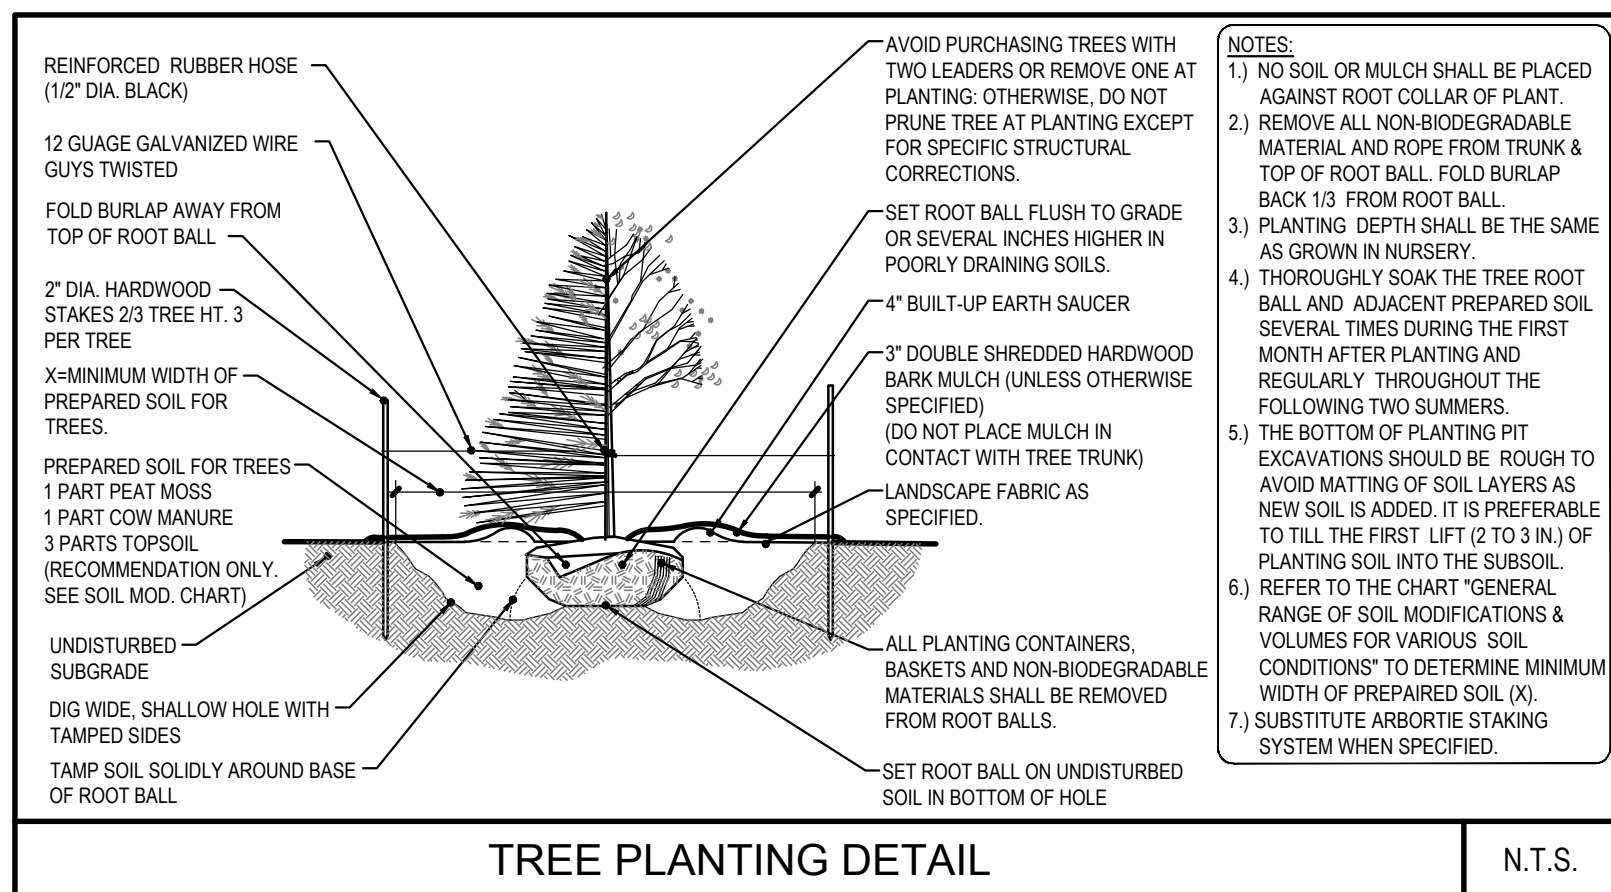 REINFORCED RUBBER HOSE
(1/2" DIA. BLACK)
12 GUAGE GALVANIZED WIRE
GUYS TWISTED
FOLD BURLAP AWAY FROM
TOP OF ROOT BALL
2" DIA. HARDWOOD
STAKES 2/3 TREE HT. 3
PER TREE
X=MINIMUM WIDTH OF
PREPARED SOIL FOR
TREES.
PREPARED SOIL FOR TREES
1 PART PEAT MOSS
1 PART COW MANURE
3 PARTS TOPSOIL
(RECOMMENDATION ONLY.
SEE SOIL MOD. CHART)
UNDISTURBED
SUBGRADE
DIG WIDE, SHALLOW HOLE WITH
TAMPED SIDES
TAMP SOIL SOLIDLY AROUND BASE
OF ROOT BALL
AVOID PURCHASING TREES WITH
TWO LEADERS OR REMOVE ONE AT
PLANTING: OTHERWISE, DO NOT
PRUNE TREE AT PLANTING EXCEPT
FOR SPECIFIC STRUCTURAL
CORRECTIONS.
SET ROOT BALL FLUSH TO GRADE
OR SEVERAL INCHES HIGHER IN
POORLY DRAINING SOILS.
4" BUILT-UP EARTH SAUCER
3" DOUBLE SHREDDED HARDWOOD
BARK MULCH (UNLESS OTHERWISE
SPECIFIED)
(DO NOT PLACE MULCH IN
CONTACT WITH TREE TRUNK)
LANDSCAPE FABRIC AS
SPECIFIED.
ALL PLANTING CONTAINERS,
BASKETS AND NON-BIODEGRADABLE
MATERIALS SHALL BE REMOVED
FROM ROOT BALLS.
SET ROOT BALL ON UNDISTURBED
SOIL IN BOTTOM OF HOLE
NOTES:
1.) NO SOIL OR MULCH SHALL BE PLACED
AGAINST ROOT COLLAR OF PLANT.
2.) REMOVE ALL NON-BIODEGRADABLE
MATERIAL AND ROPE FROM TRUNK &
TOP OF ROOT BALL. FOLD BURLAP
BACK 1/3 FROM ROOT BALL.
3.) PLANTING DEPTH SHALL BE THE SAME
AS GROWN IN NURSERY.
4.) THOROUGHLY SOAK THE TREE ROOT
BALL AND ADJACENT PREPARED SOIL
SEVERAL TIMES DURING THE FIRST
MONTH AFTER PLANTING AND
REGULARLY THROUGHOUT THE
FOLLOWING TWO SUMMERS.
5.) THE BOTTOM OF PLANTING PIT
EXCAVATIONS SHOULD BE ROUGH TO
AVOID MATTING OF SOIL LAYERS AS
NEW SOIL IS ADDED. IT IS PREFERABLE
TO TILL THE FIRST LIFT (2 TO 3 IN.) OF
PLANTING SOIL INTO THE SUBSOIL.
6.) REFER TO THE CHART "GENERAL
RANGE OF SOIL MODIFICATIONS &
VOLUMES FOR VARIOUS SOIL
CONDITIONS" TO DETERMINE MINIMUM
WIDTH OF PREPAIRED SOIL (X).
7.) SUBSTITUTE ARBORTIE STAKING
SYSTEM WHEN SPECIFIED.
TREE PLANTING DETAIL
N.T.S.